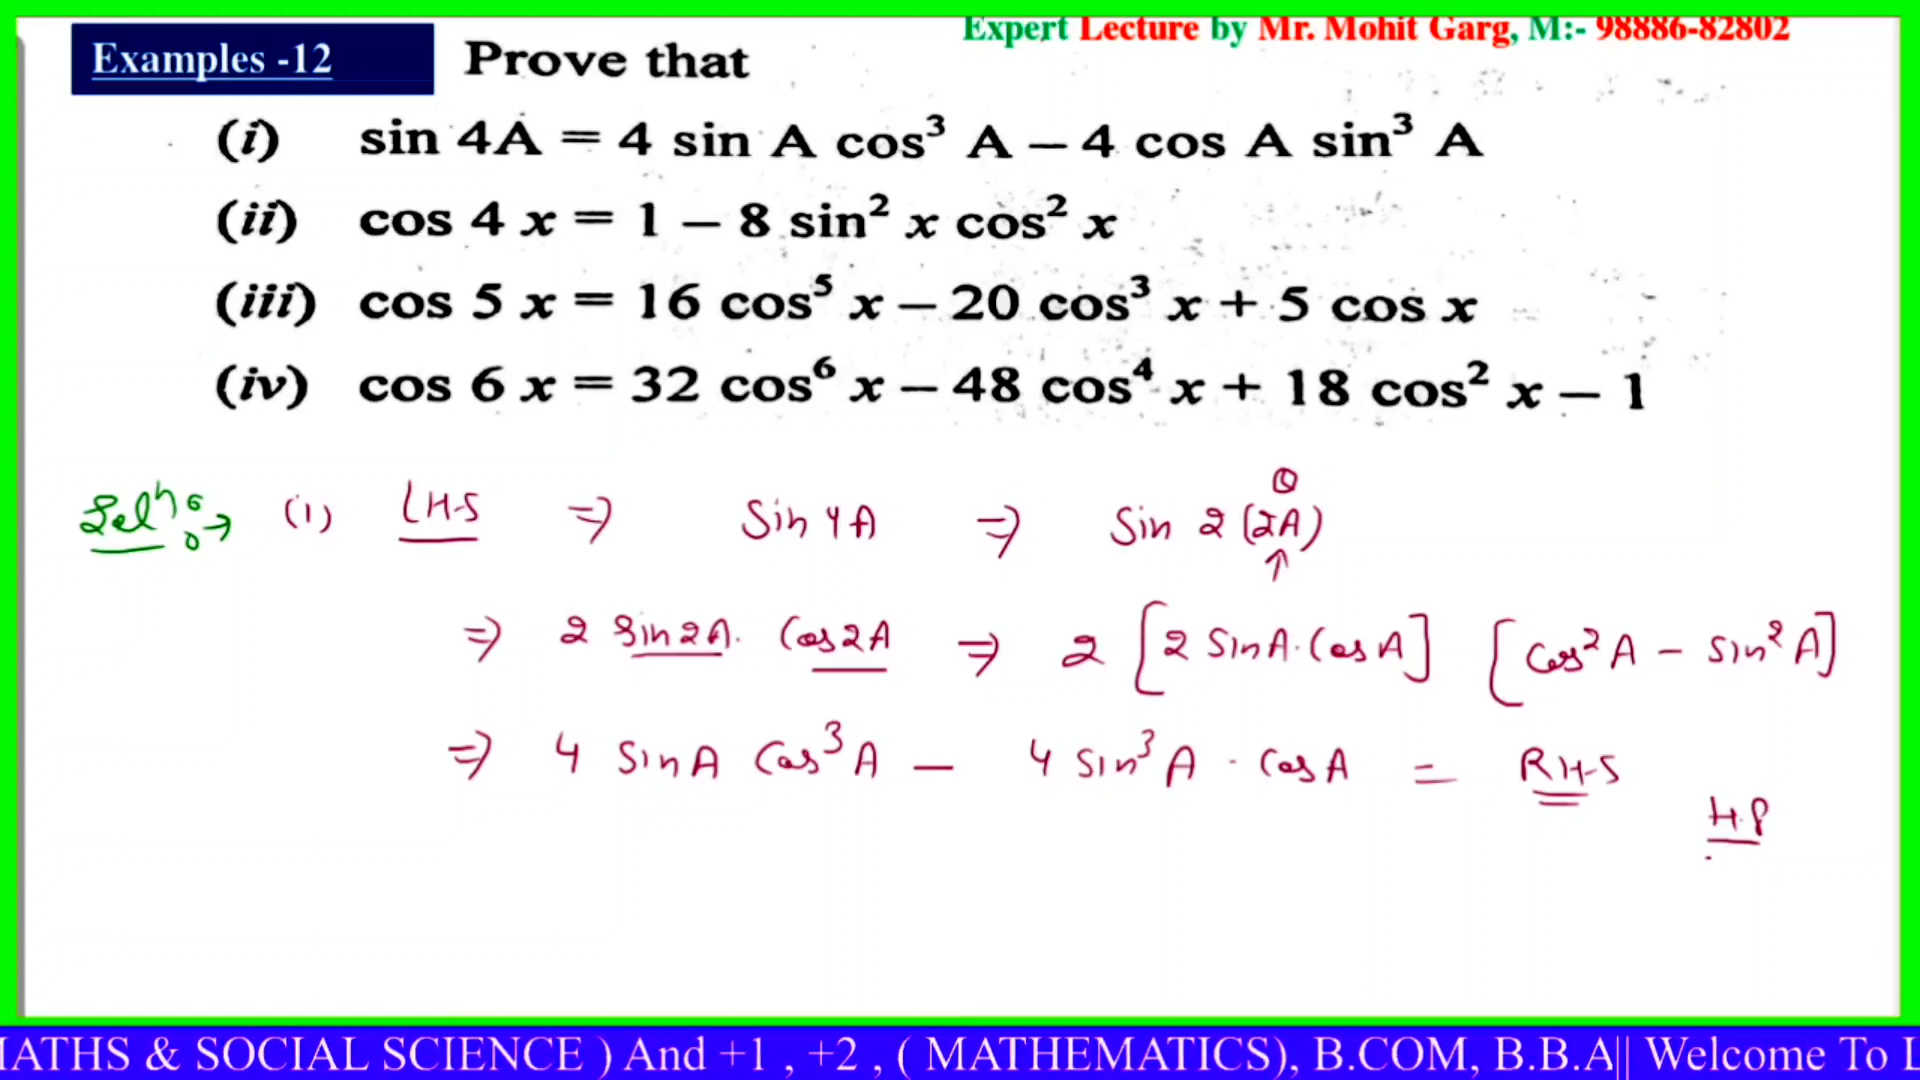 Expert Lecture by Mr. Mohit Garg, M:- 98886-82802
Examples -12 Prove that
(i) sin 4A = 4 sin A cos³ A – 4 cos A sin³ A
(ii) cos 4 x = 1 – 8 sin² x cos² x
(iii) cos 5 x = 16 cos⁵ x – 20 cos³ x + 5 cos x
(iv) cos 6 x = 32 cos⁶ x – 48 cos⁴ x + 18 cos² x – 1
θ
Solⁿ: → (i) LHS ⇒ Sin 4A ⇒ Sin 2 (2A)
↑
⇒ 2 Sin2A. Cos2A ⇒ 2 [2 SinA.CosA] [Cos²A – Sin²A]
⇒ 4 SinA Cos³A – 4 Sin³A . CosA = RHS
H.P
MATHS & SOCIAL SCIENCE ) And +1 , +2 , ( MATHEMATICS), B.COM, B.B.A|| Welcome To L